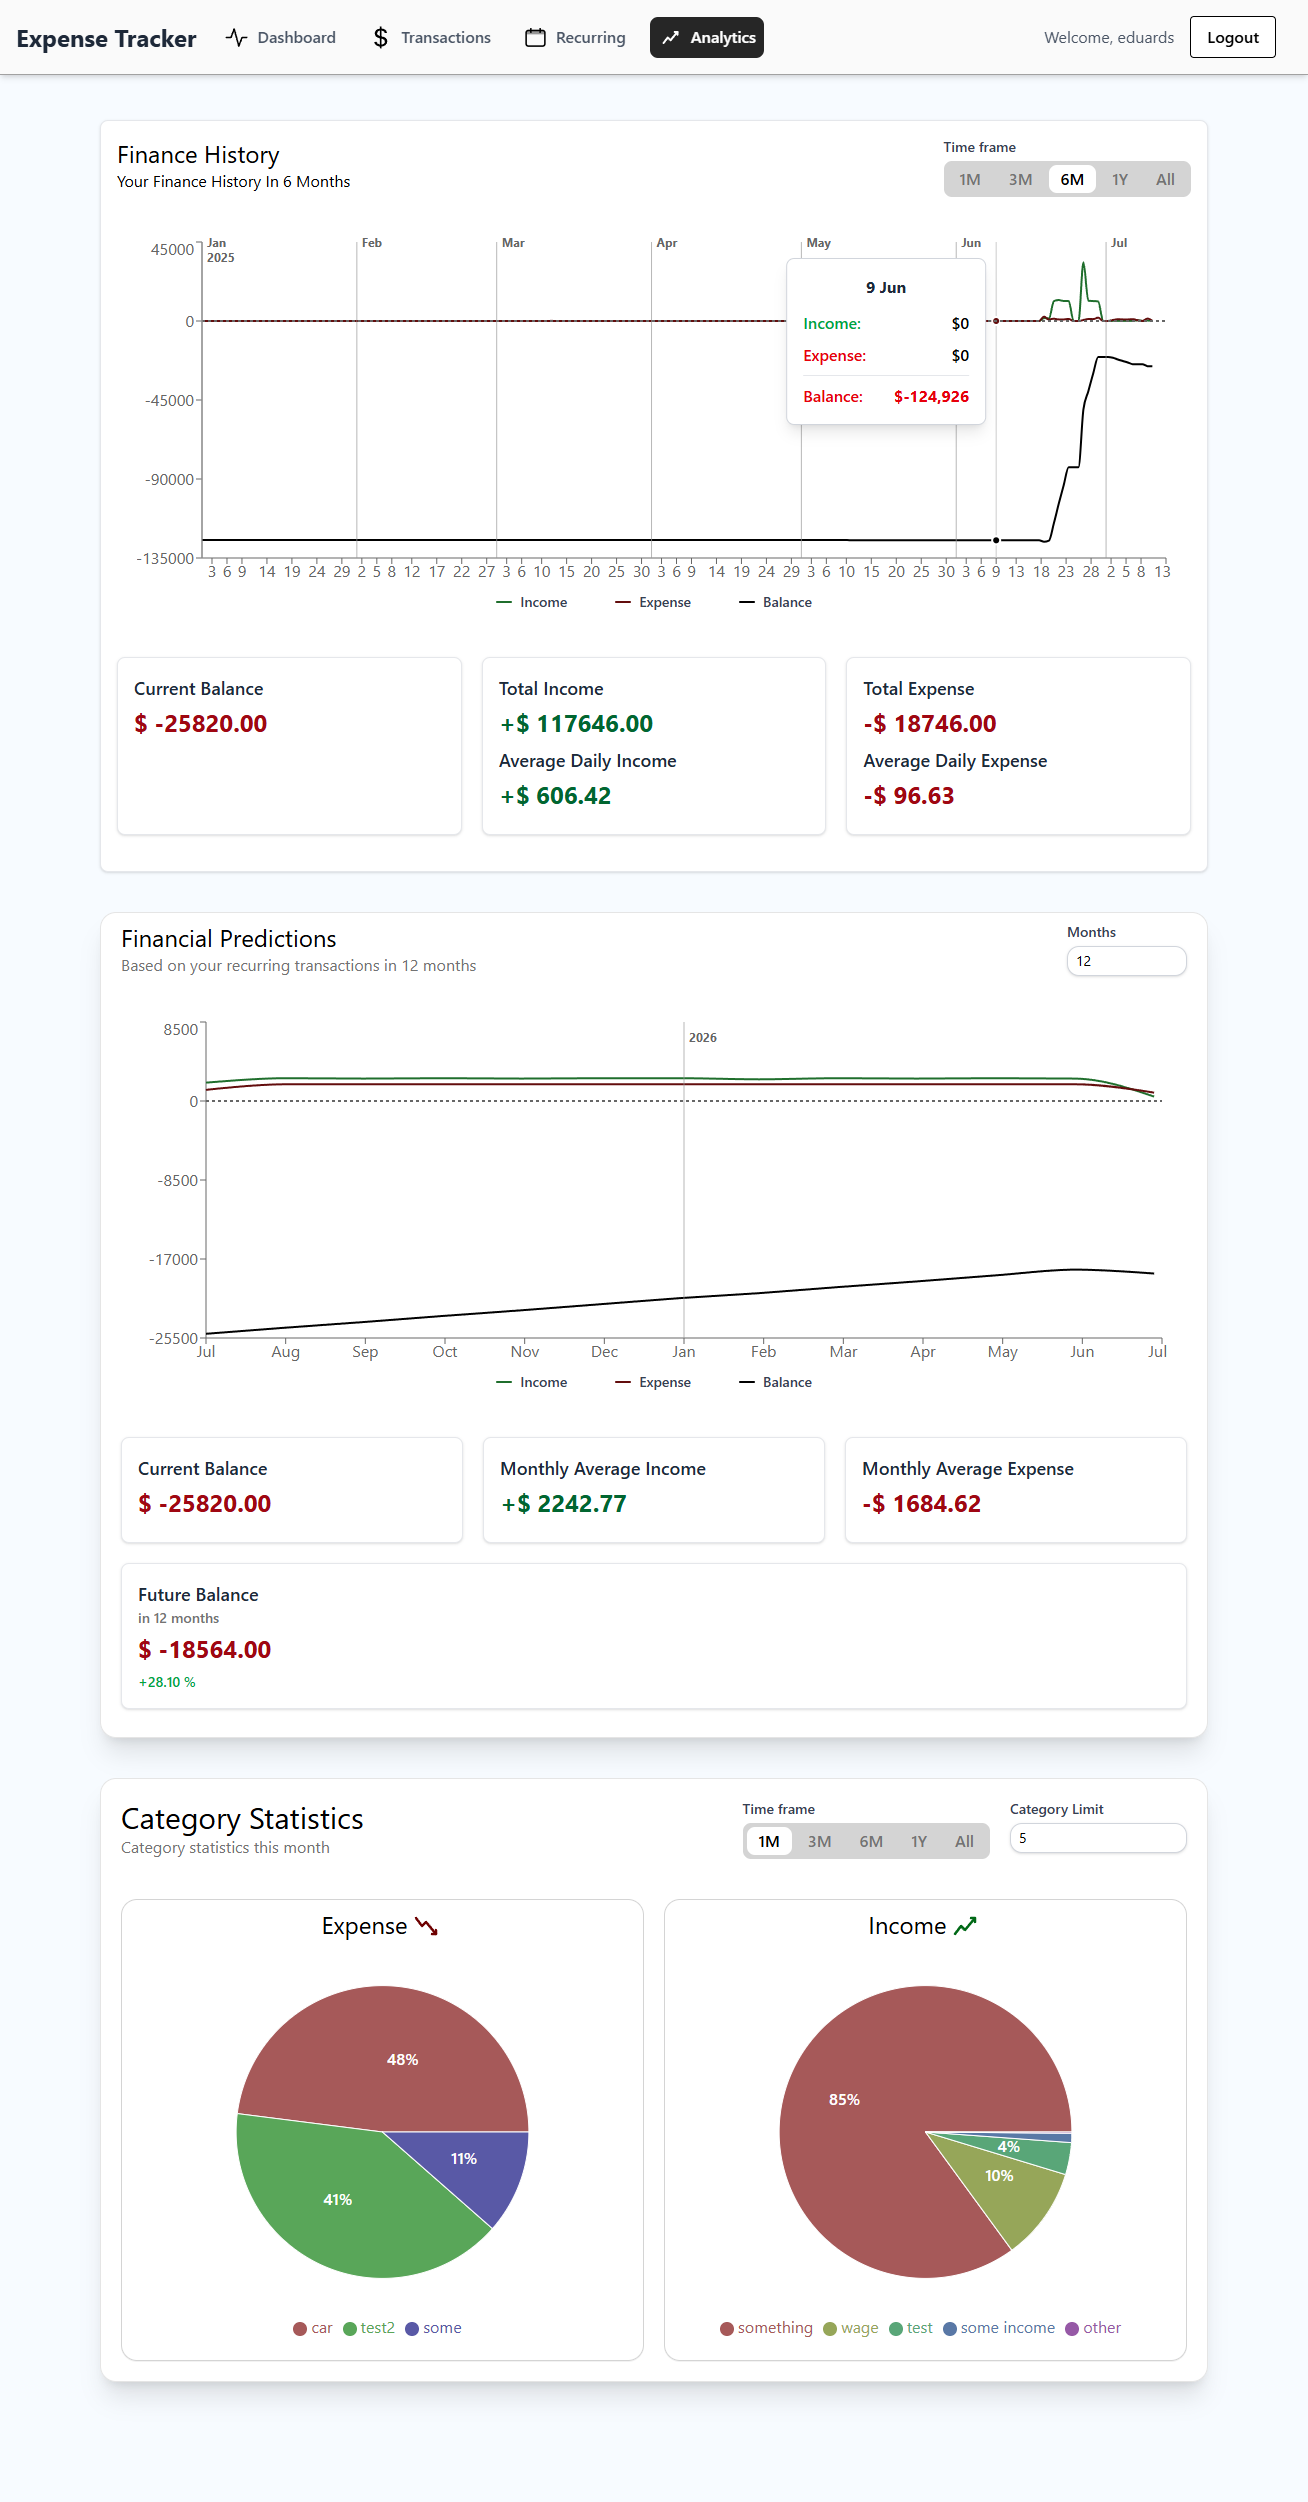 Expense Tracker Dashboard Transactions Recurring Analytics Welcome, eduards Logout
Finance History
Your Finance History In 6 Months
Time frame
1M 3M 6M 1Y All
45000
0
-45000
-90000
-135000
Jan
2025
Feb Mar Apr May Jun Jul
9 Jun
Income: $0
Expense: $0
Balance: $-124,926
3 6 9 14 19 24 29 2 5 8 12 17 22 27 3 6 10 15 20 25 30 3 6 9 14 19 24 29 3 6 10 15 20 25 30 3 6 9 13 18 23 28 2 5 8 13
Income Expense Balance
Current Balance
$ -25820.00
Total Income
+$ 117646.00
Average Daily Income
+$ 606.42
Total Expense
-$ 18746.00
Average Daily Expense
-$ 96.63
Financial Predictions
Based on your recurring transactions in 12 months
Months
12
8500
0
-8500
-17000
-25500
2026
Jul Aug Sep Oct Nov Dec Jan Feb Mar Apr May Jun Jul
Income Expense Balance
Current Balance
$ -25820.00
Monthly Average Income
+$ 2242.77
Monthly Average Expense
-$ 1684.62
Future Balance
in 12 months
$ -18564.00
+28.10 %
Category Statistics
Category statistics this month
Time frame
1M 3M 6M 1Y All
Category Limit
5
Expense
48%
11%
41%
car test2 some
Income
85%
4%
10%
something wage test some income other